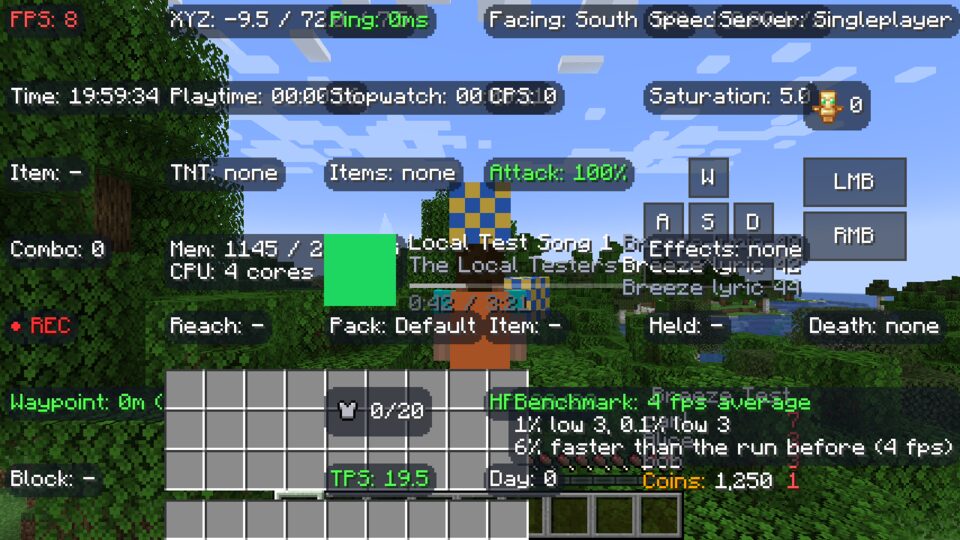 FPS: 8
XYZ: -9.5 / 72
Ping: 0ms
Facing: South
Speed
Server: Singleplayer
Time: 19:59:34
Playtime: 00:00
Stopwatch: 00
CPS:
Saturation: 5.0
0
Item: -
TNT: none
Items: none
Attack: 100%
W
LMB
A S D
RMB
Combo: 0
Mem: 1145 / 2
CPU: 4 cores
Local Test Song 1
The Local Testers
0:42 / 3:21
Effects: none
Breeze lyric 44
● REC
Reach: -
Pack: Default
Item: -
Held: -
Death: none
Waypoint: 0m (
0/20
Benchmark: 4 fps average
1% low 3, 0.1% low 3
6% faster than the run before (4 fps)
Breeze Test
Block: -
TPS: 19.5
Day: 0
Coins: 1,250
1